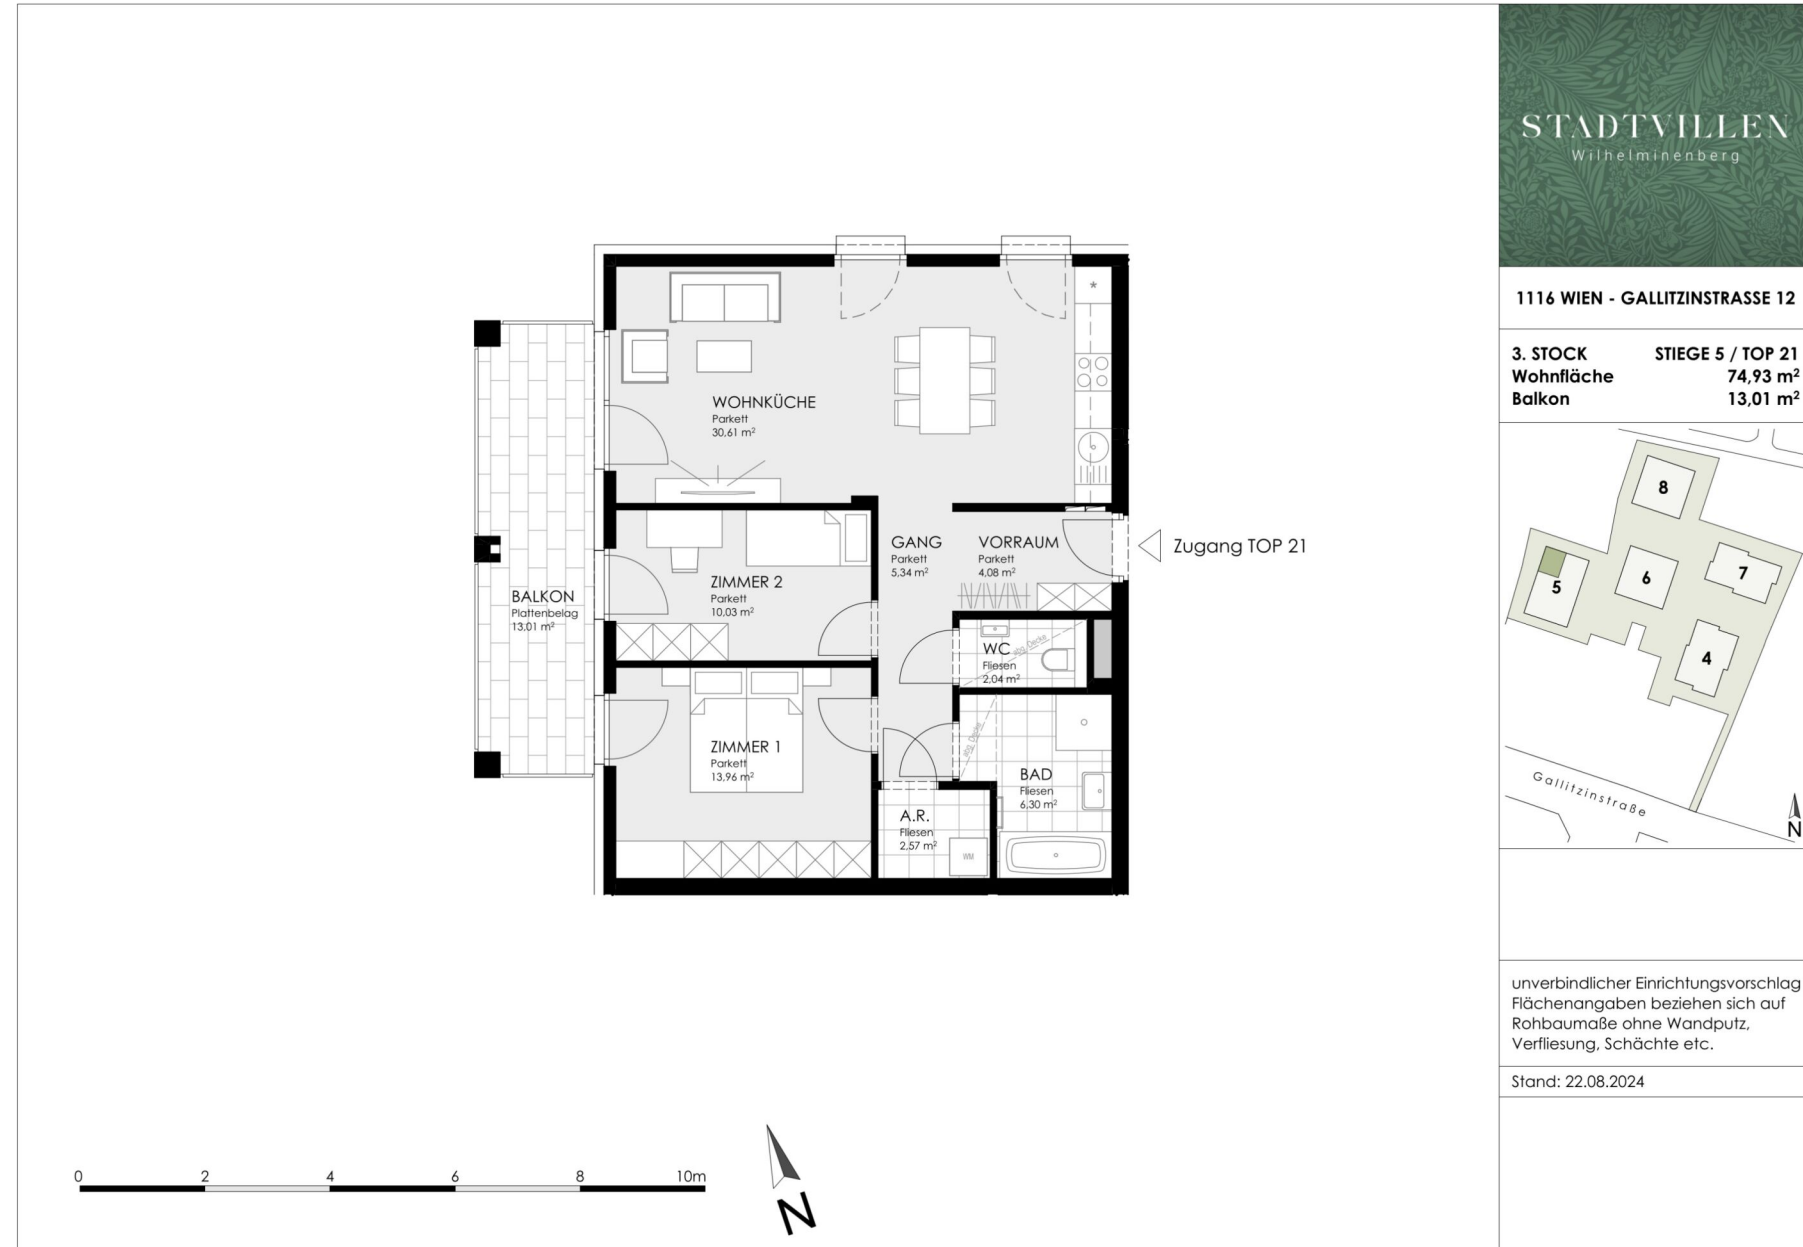 STADTVILLEN
Wilhelminenberg
1116 WIEN - GALLITZINSTRASSE 12
3. STOCK STIEGE 5 / TOP 21
Wohnfläche 74,93 m²
Balkon 13,01 m²
8
5
6
7
4
Gallitzinstraße
N
unverbindlicher Einrichtungsvorschlag
Flächenangaben beziehen sich auf
Rohbaumaße ohne Wandputz,
Verfliesung, Schächte etc.
Stand: 22.08.2024
*
WOHNKÜCHE
Parkett
30,61 m²
GANG
Parkett
5,34 m²
VORRAUM
Parkett
4,08 m²
Zugang TOP 21
ZIMMER 2
Parkett
10,03 m²
BALKON
Plattenbelag
13,01 m²
WC
Fliesen
2,04 m²
abg. Decke
ZIMMER 1
Parkett
13,96 m²
abg. Decke
BAD
Fliesen
6,30 m²
A.R.
Fliesen
2,57 m²
WM
0 2 4 6 8 10m
N